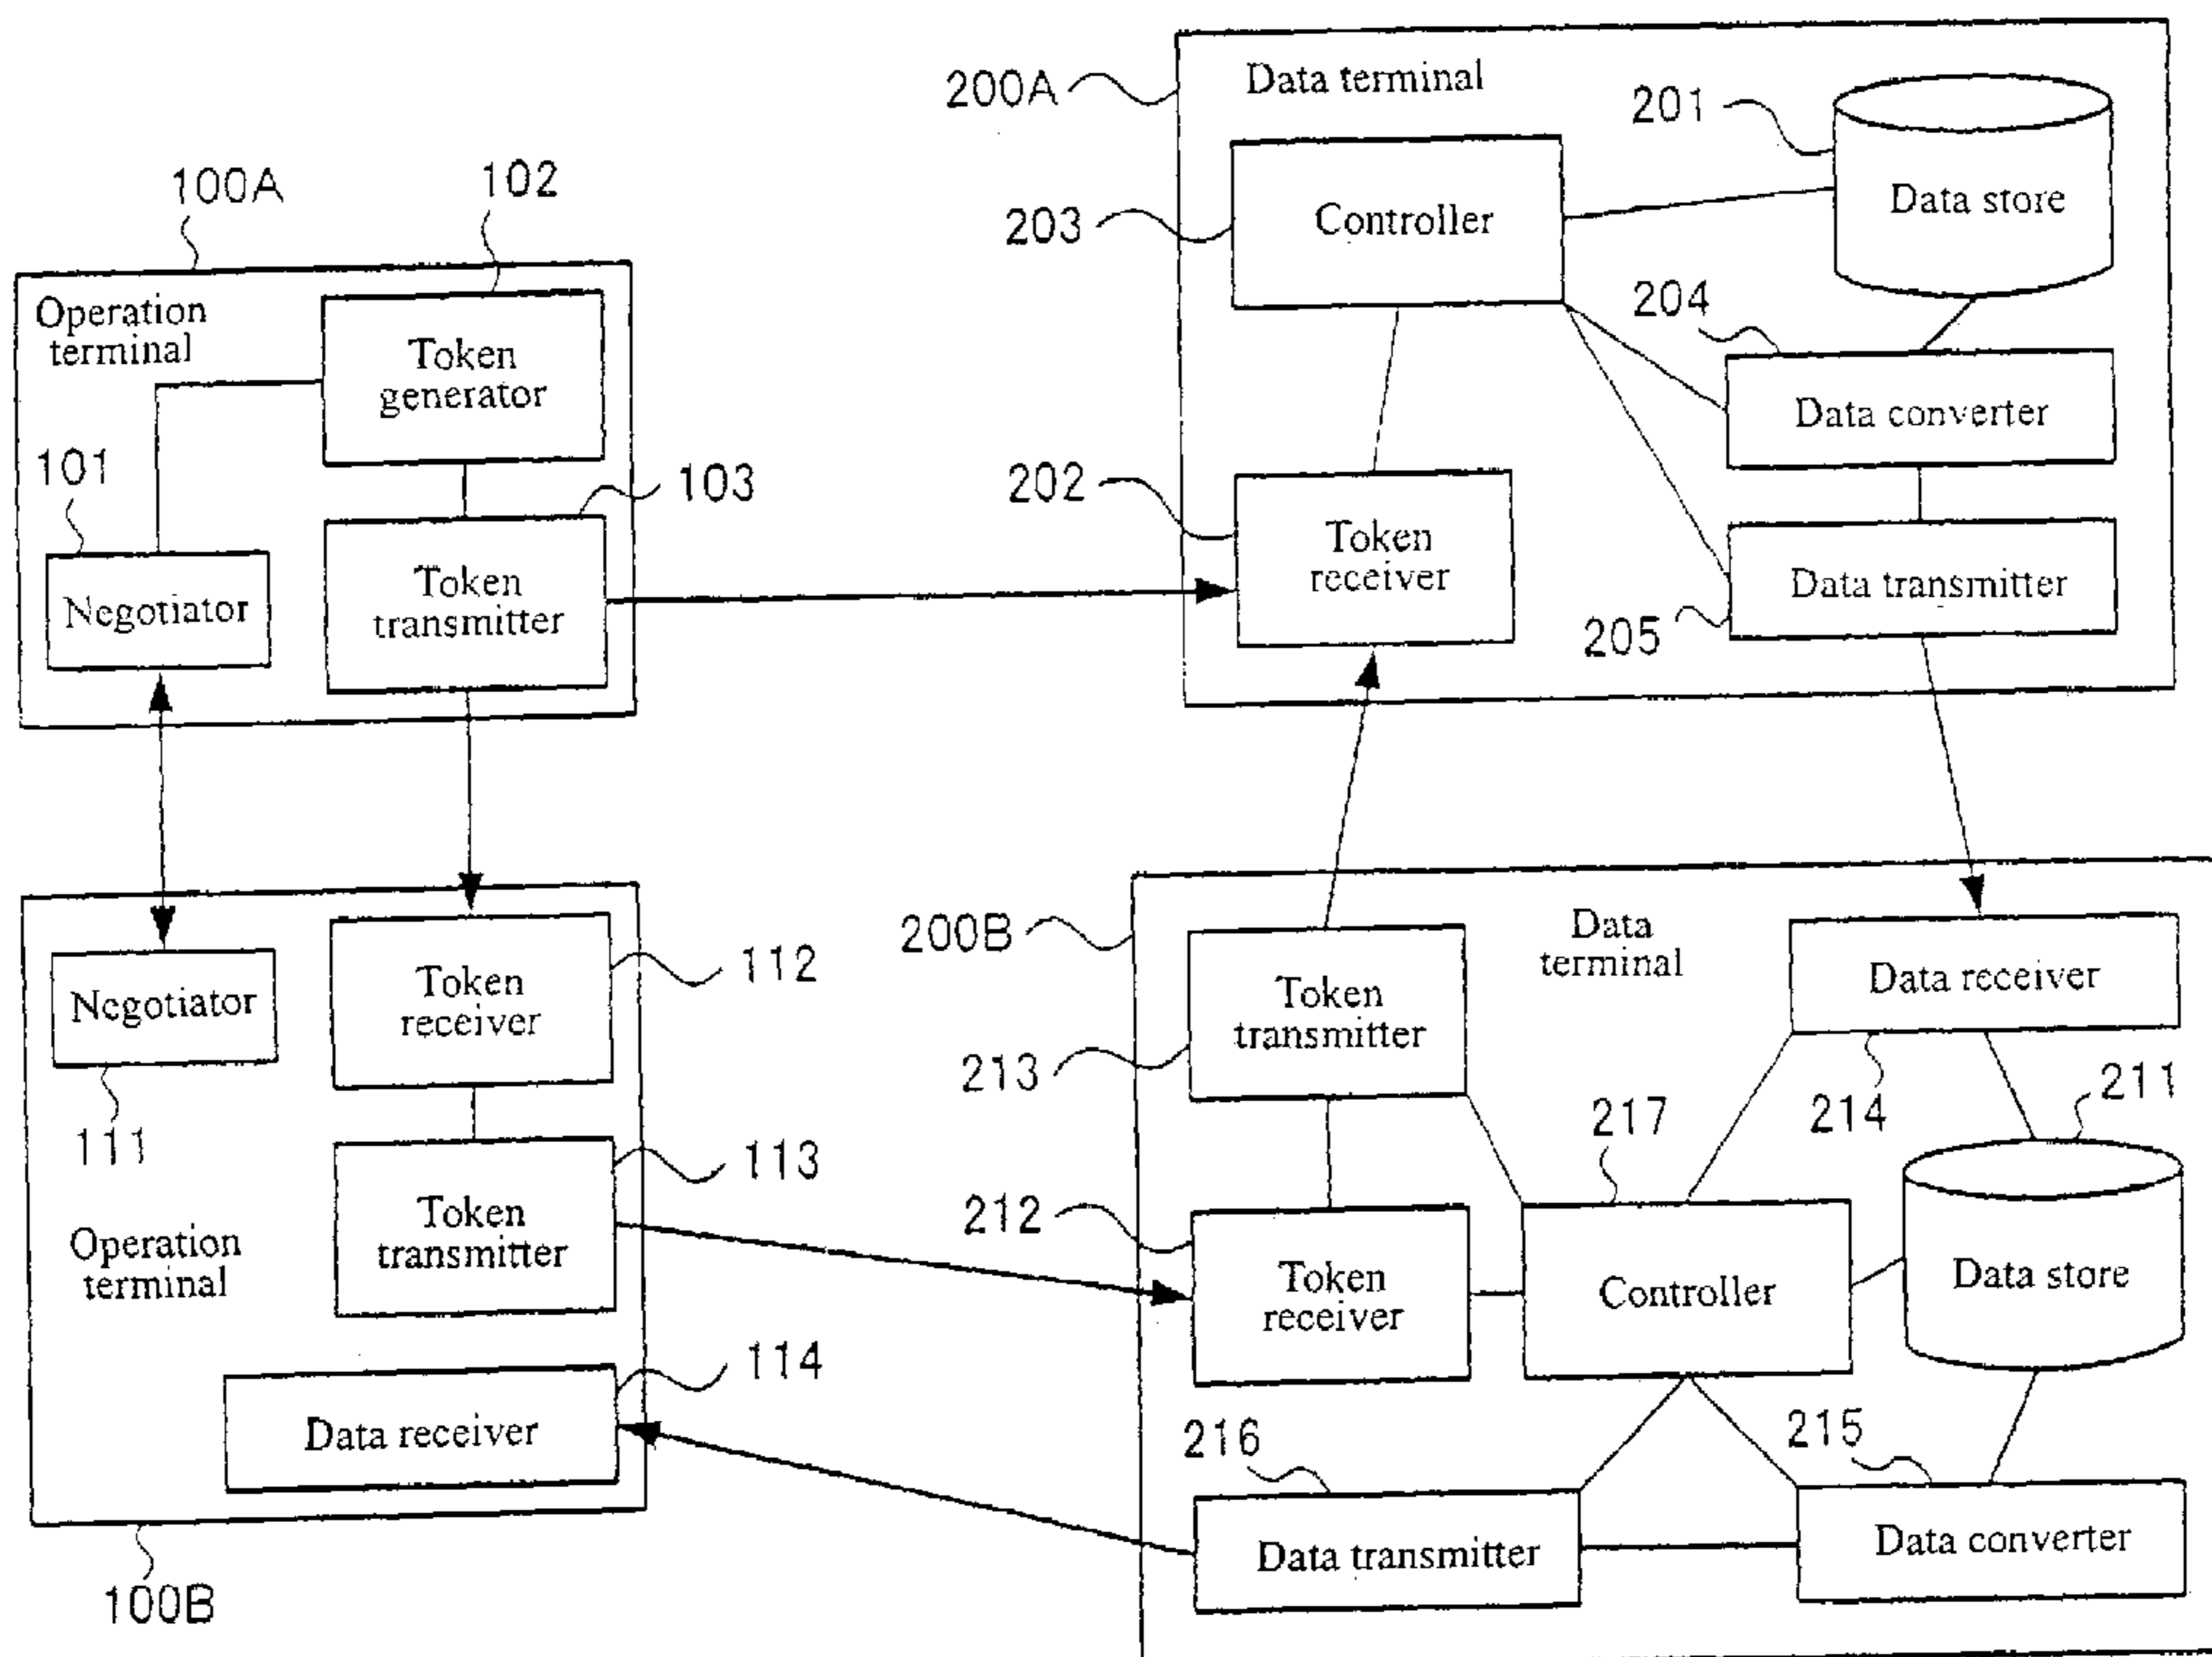 200A
Data terminal
201
100A
102
203
Controller
Data store
Operation
terminal
Token
generator
204
Data converter
101
103
202
Token
receiver
Negotiator
Token
transmitter
205
Data transmitter
200B
Data
terminal
Data receiver
Negotiator
Token
receiver
112
Token
transmitter
213
214
211
111
217
113
212
Token
transmitter
Operation
terminal
Token
receiver
Controller
Data store
114
Data receiver
216
215
Data transmitter
Data converter
100B